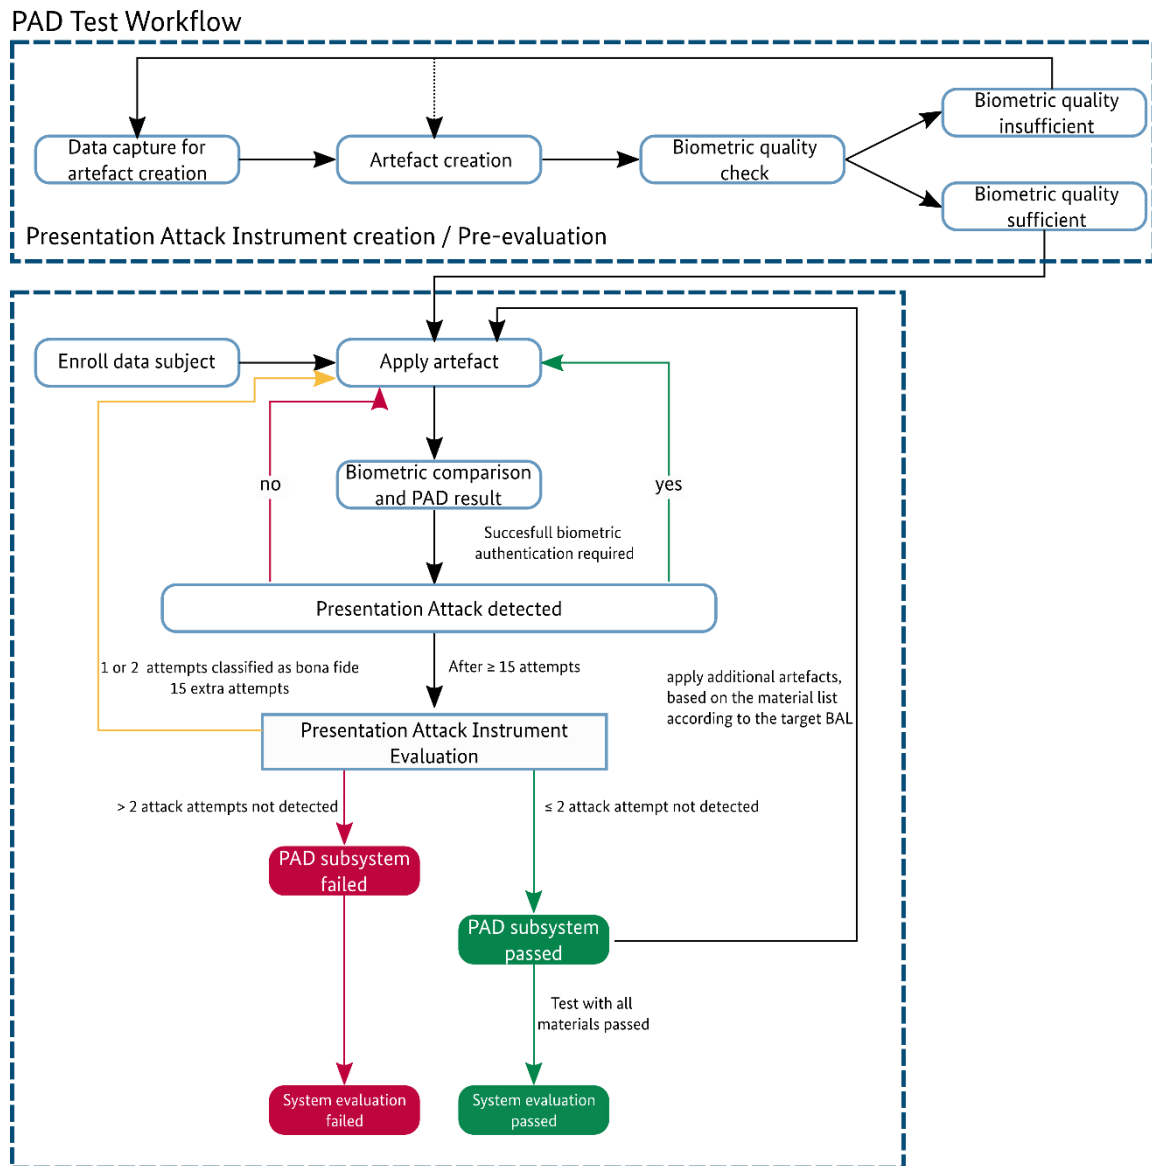 PAD Test Workflow
Biometric quality
insufficient
Data capture for
artefact creation
Artefact creation
Biometric quality
check
Biometric quality
sufficient
Presentation Attack Instrument creation / Pre-evaluation
Enroll data subject
Apply artefact
no
Biometric comparison
and PAD result
yes
Succesfull biometric
authentication required
Presentation Attack detected
1 or 2 attempts classified as bona fide
15 extra attempts
After ≥ 15 attempts
apply additional artefacts,
based on the material list
according to the target BAL
Presentation Attack Instrument
Evaluation
> 2 attack attempts not detected
≤ 2 attack attempt not detected
PAD subsystem
failed
PAD subsystem
passed
Test with all
materials passed
System evaluation
failed
System evaluation
passed